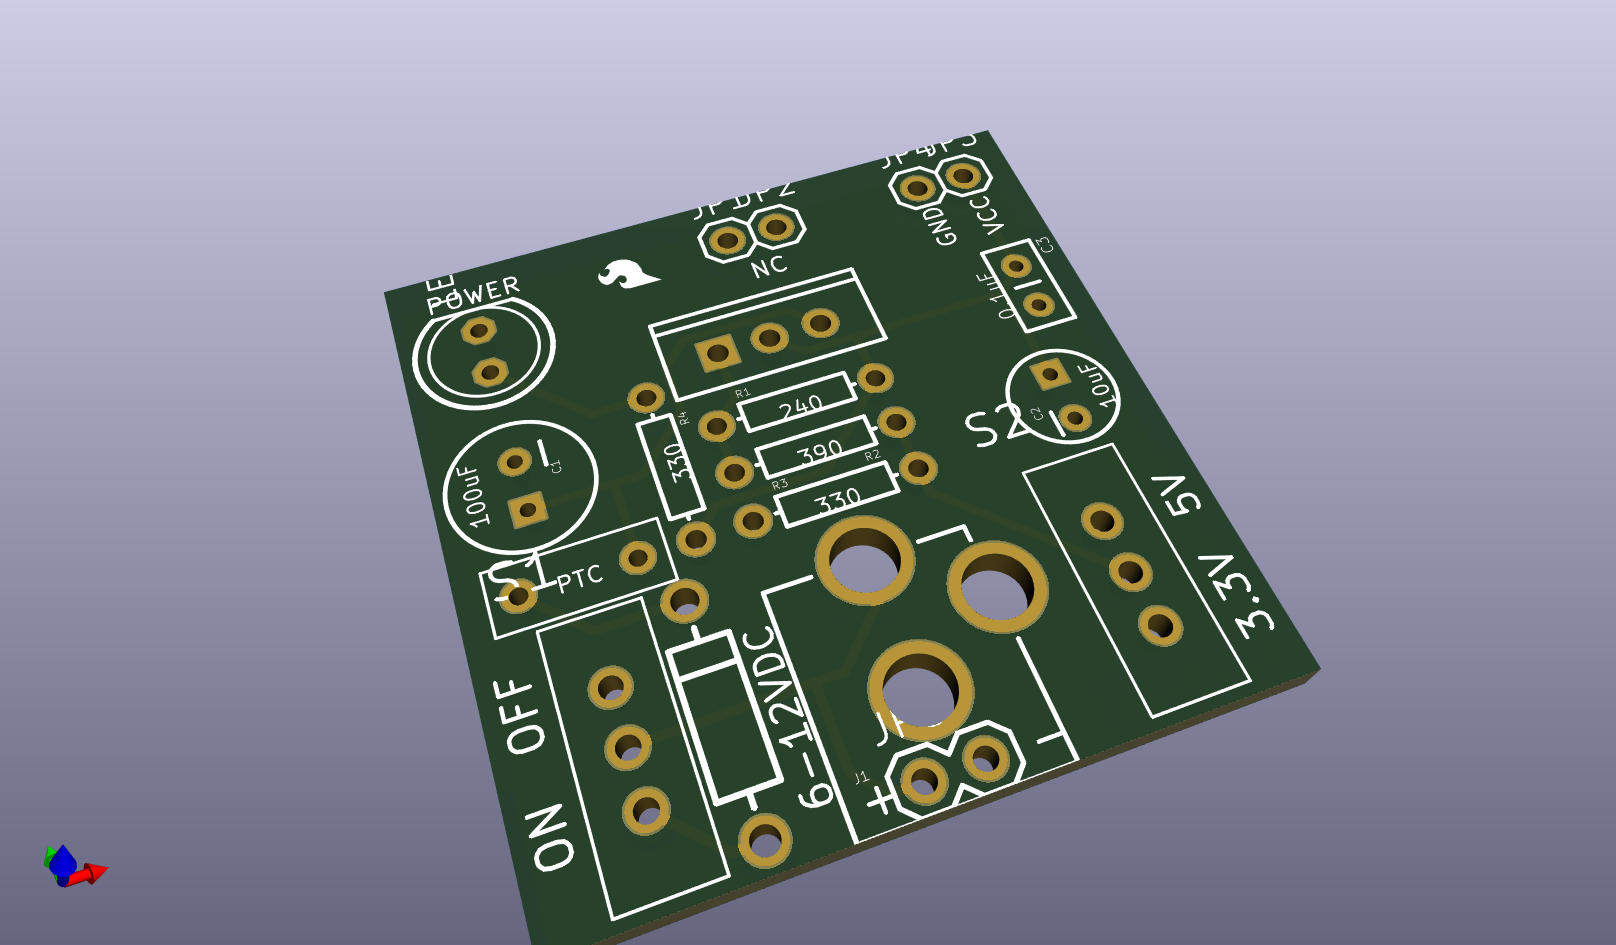 JP4
JP3
JP1
JP2
GND
VCC
NC
C3
0.1uF
POWER
R1
240
R4
330
390
R2
R3
330
10uF
C2
S2
100uF
C1
S1
PTC
5V
3.3V
OFF
ON
6-12VDC
J1
+
-